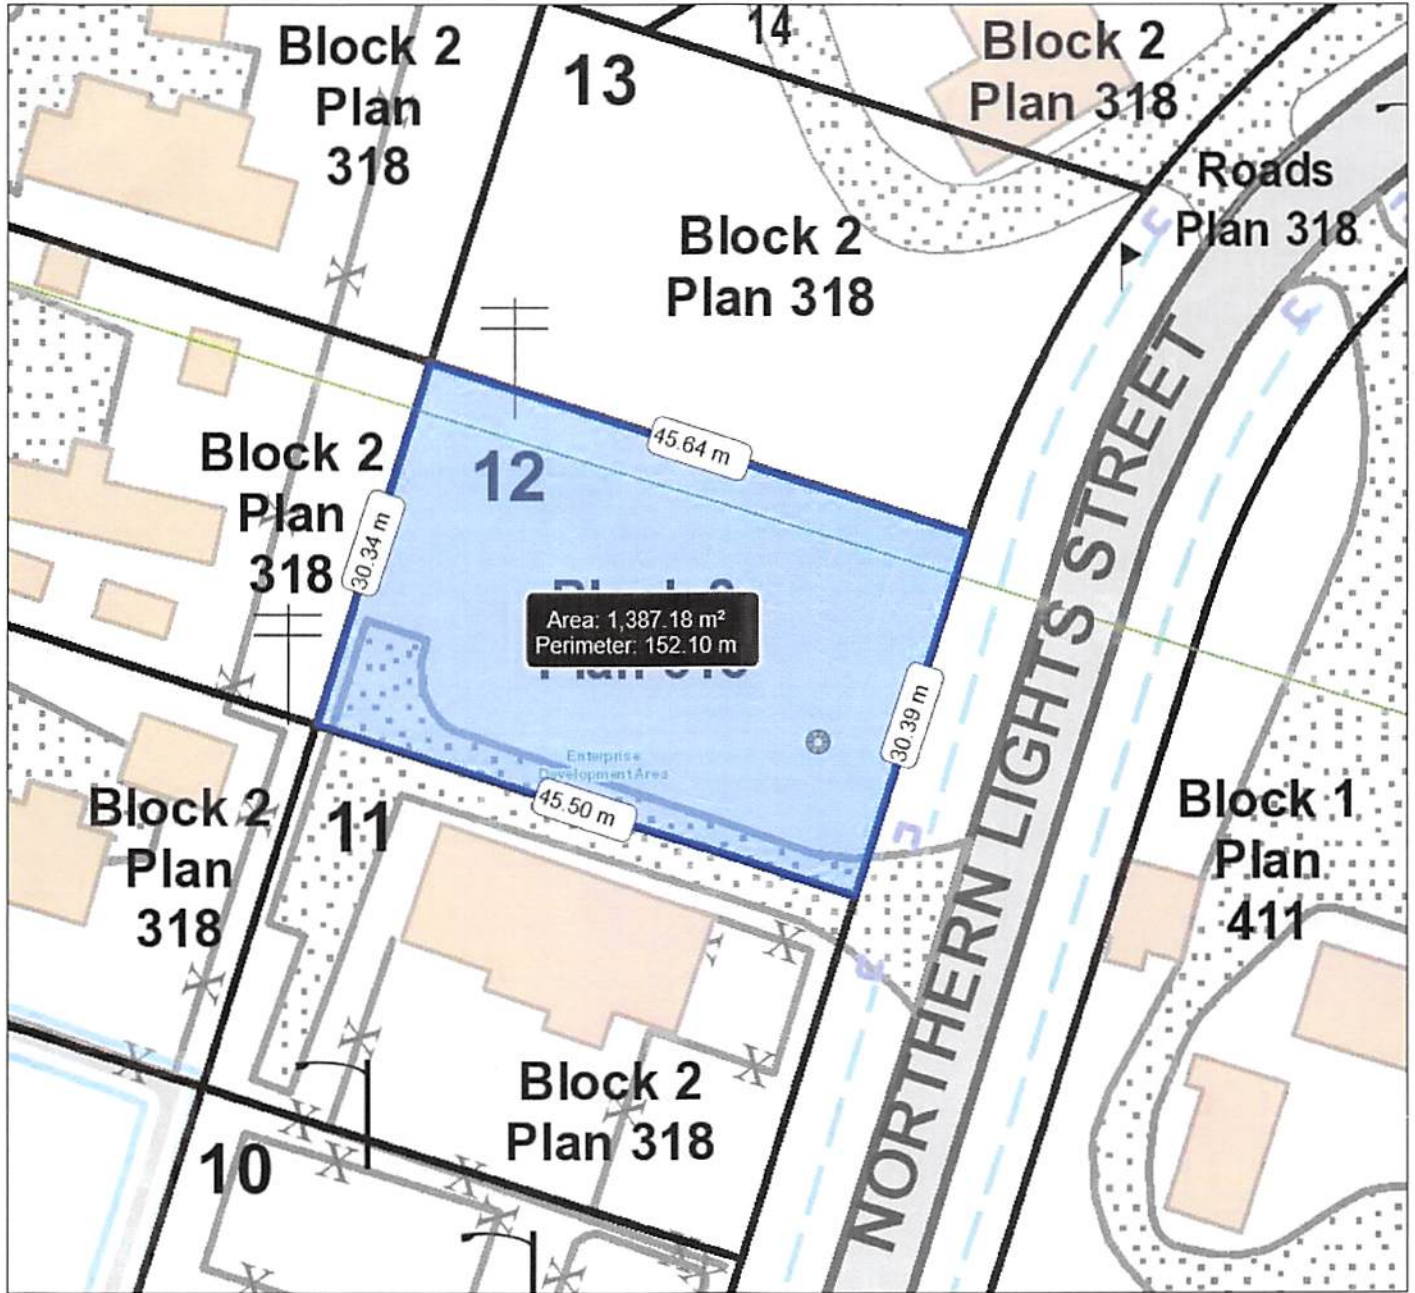 14
Block 2
Plan
318
13
Block 2
Plan 318
Roads
Plan 318
Block 2
Plan 318
45.64 m
12
Block 2
Plan
318
30.34 m
Area: 1,387.18 m²
Perimeter: 152.10 m
30.39 m
Enterprise
Development Area
45.50 m
NORTHERN LIGHTS STREET
11
Block 2
Plan
318
Block 1
Plan
411
Block 2
Plan 318
10